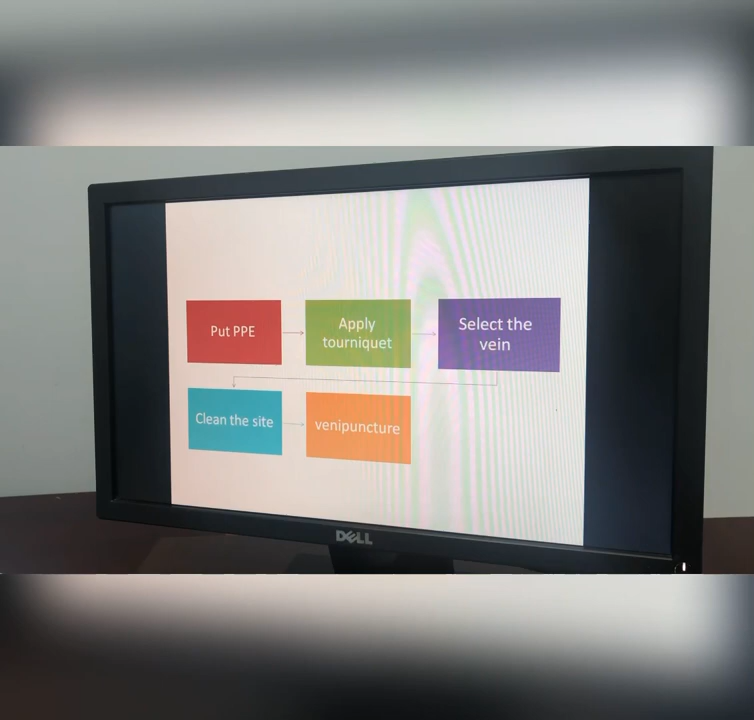 Put PPE
Apply
tourniquet
Select the
vein
Clean the site
venipuncture
DELL